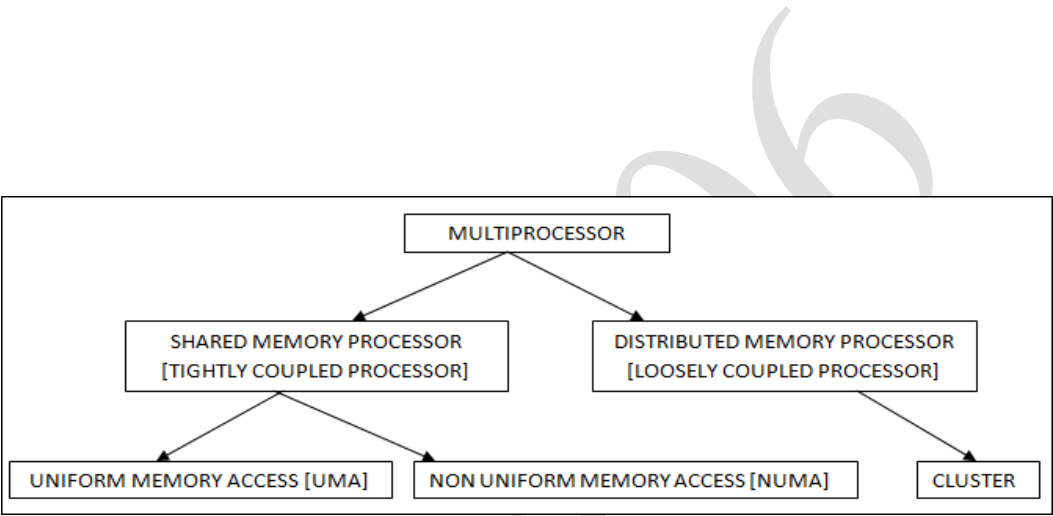 MULTIPROCESSOR
SHARED MEMORY PROCESSOR
[TIGHTLY COUPLED PROCESSOR]
DISTRIBUTED MEMORY PROCESSOR
[LOOSELY COUPLED PROCESSOR]
UNIFORM MEMORY ACCESS [UMA]
NON UNIFORM MEMORY ACCESS [NUMA]
CLUSTER